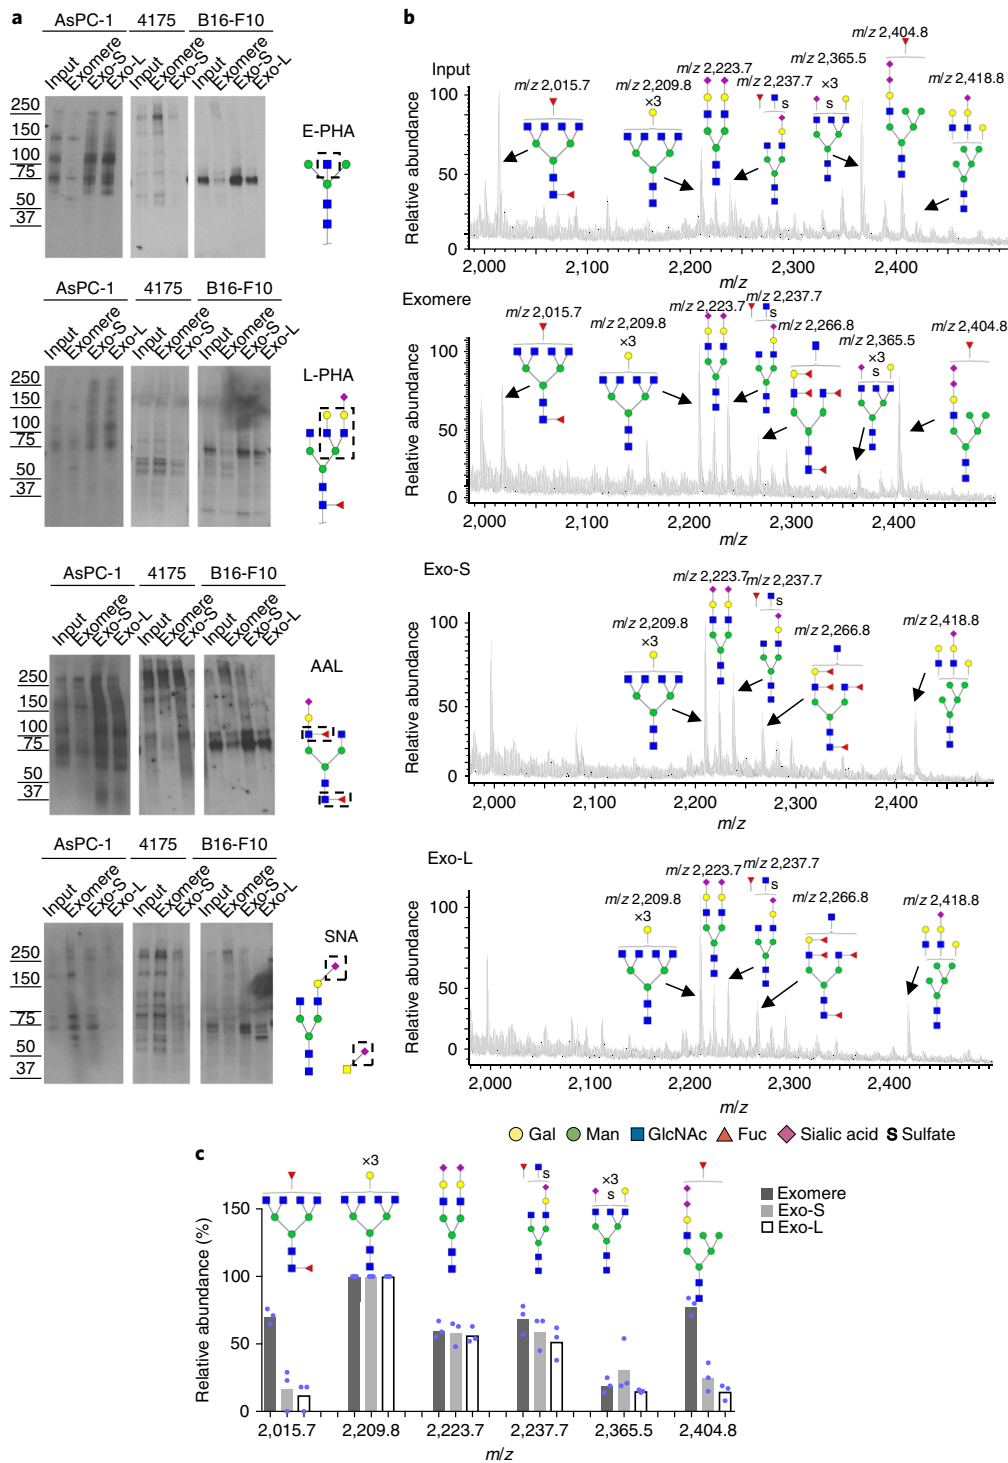 a
AsPC-1 4175 B16-F10
Input Exomere Exo-S Exo-L Input Exomere Exo-S Input Exomere Exo-S Exo-L
250
150
100
75
50
37
E-PHA
AsPC-1 4175 B16-F10
Input Exomere Exo-S Exo-L Input Exomere Exo-S Input Exomere Exo-S Exo-L
250
150
100
75
50
37
L-PHA
AsPC-1 4175 B16-F10
Input Exomere Exo-S Exo-L Input Exomere Exo-S Input Exomere Exo-S Exo-L
250
150
100
75
50
37
AAL
AsPC-1 4175 B16-F10
Input Exomere Exo-S Exo-L Input Exomere Exo-S Input Exomere Exo-S Exo-L
250
150
75
50
37
SNA
b
Input
m/z 2,015.7
m/z 2,209.8
×3
m/z 2,223.7
m/z 2,237.7
S
m/z 2,365.5
×3
S
m/z 2,404.8
m/z 2,418.8
Relative abundance
100
50
0
2,000 2,100 2,200 2,300 2,400
m/z
Exomere
m/z 2,015.7
m/z 2,209.8
×3
m/z 2,223.7
m/z 2,237.7
S
m/z 2,266.8
m/z 2,365.5
×3
S
m/z 2,404.8
Relative abundance
100
50
0
2,000 2,100 2,200 2,300 2,400
m/z
Exo-S
m/z 2,209.8
×3
m/z 2,223.7
m/z 2,237.7
S
m/z 2,266.8
m/z 2,418.8
Relative abundance
100
50
0
2,000 2,100 2,200 2,300 2,400
m/z
Exo-L
m/z 2,209.8
×3
m/z 2,223.7
m/z 2,237.7
S
m/z 2,266.8
m/z 2,418.8
Relative abundance
100
50
0
2,000 2,100 2,200 2,300 2,400
m/z
Gal Man GlcNAc Fuc Sialic acid S Sulfate
c
×3
S
×3
S
Exomere
Exo-S
Exo-L
Relative abundance (%)
150
100
50
0
2,015.7 2,209.8 2,223.7 2,237.7 2,365.5 2,404.8
m/z